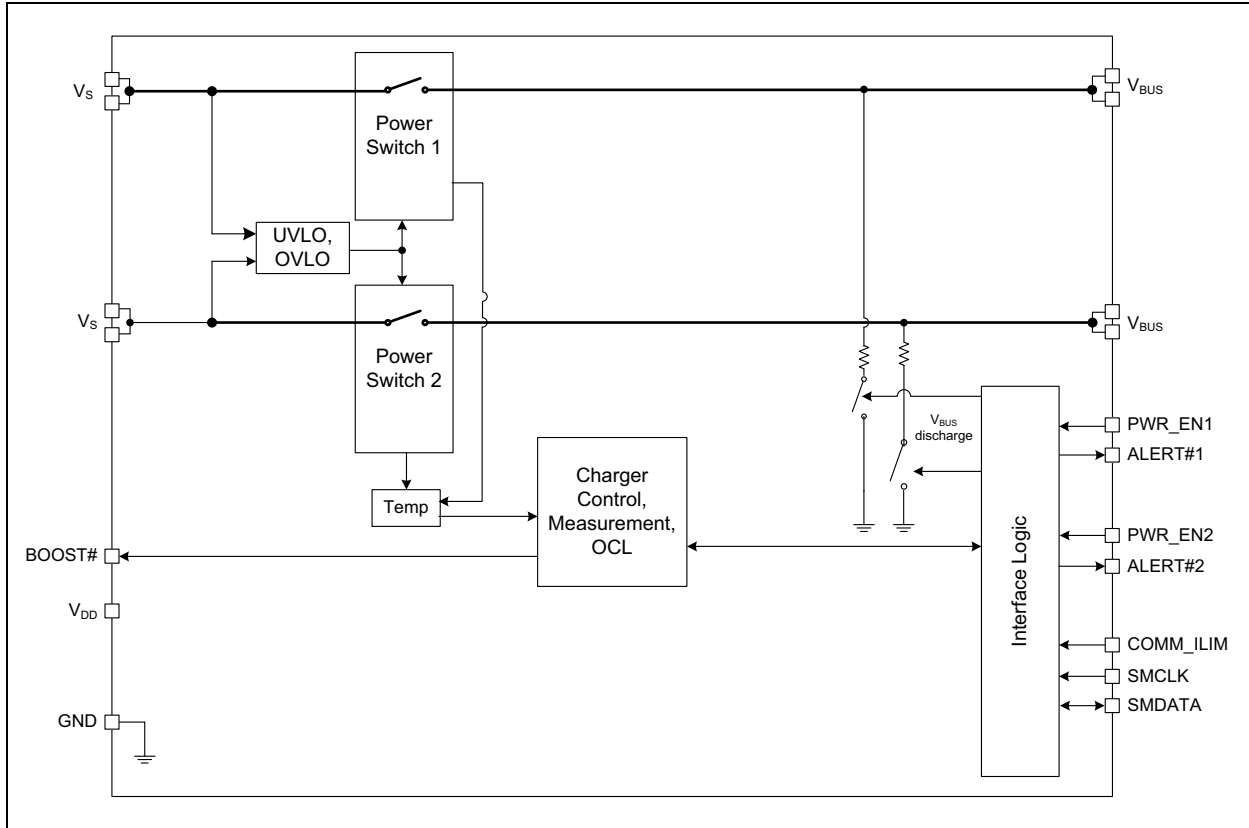 VS
Power
Switch 1
VBUS
UVLO,
OVLO
VS
Power
Switch 2
VBUS
Temp
Charger
Control,
Measurement,
OCL
VBUS
discharge
Interface Logic
PWR_EN1
ALERT#1
PWR_EN2
ALERT#2
COMM_ILIM
SMCLK
SMDATA
BOOST#
VDD
GND